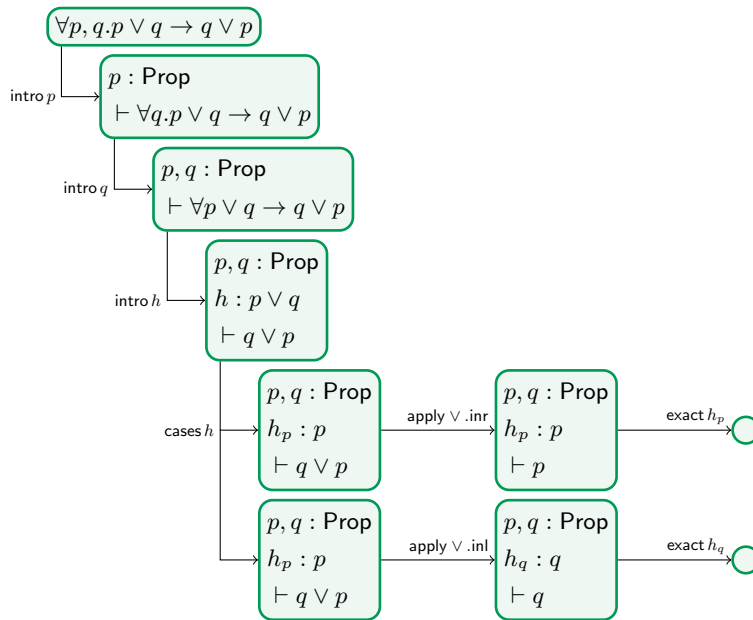 ∀p, q.p ∨ q → q ∨ p
intro p
p : Prop
⊢ ∀q.p ∨ q → q ∨ p
intro q
p, q : Prop
⊢ ∀p ∨ q → q ∨ p
intro h
p, q : Prop
h : p ∨ q
⊢ q ∨ p
cases h
p, q : Prop
h_p : p
⊢ q ∨ p
apply ∨ .inr
p, q : Prop
h_p : p
⊢ p
exact h_p
p, q : Prop
h_p : p
⊢ q ∨ p
apply ∨ .inl
p, q : Prop
h_q : q
⊢ q
exact h_q